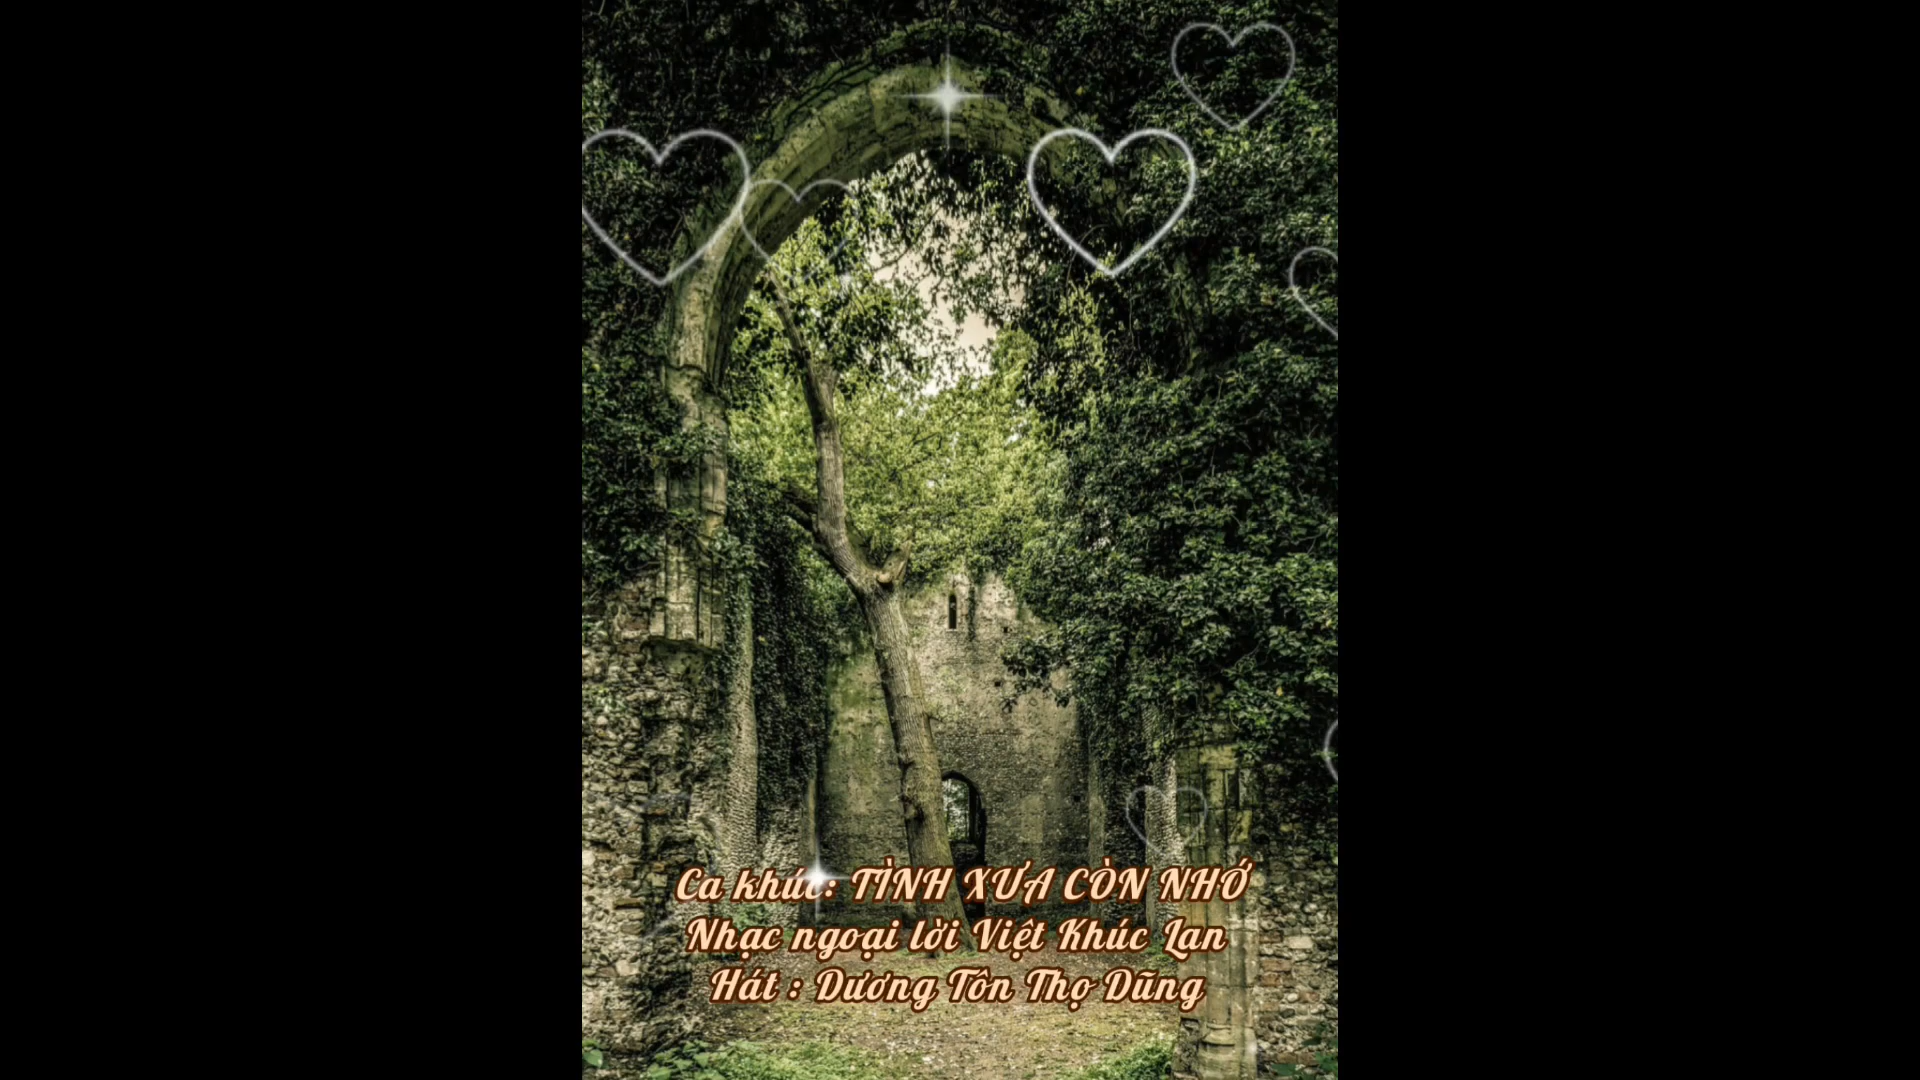 Ca khúc: TÌNH XƯA CÒN NHỚ
Nhạc ngoại lời Việt Khúc Lan
Hát : Dương Tôn Thọ Dũng